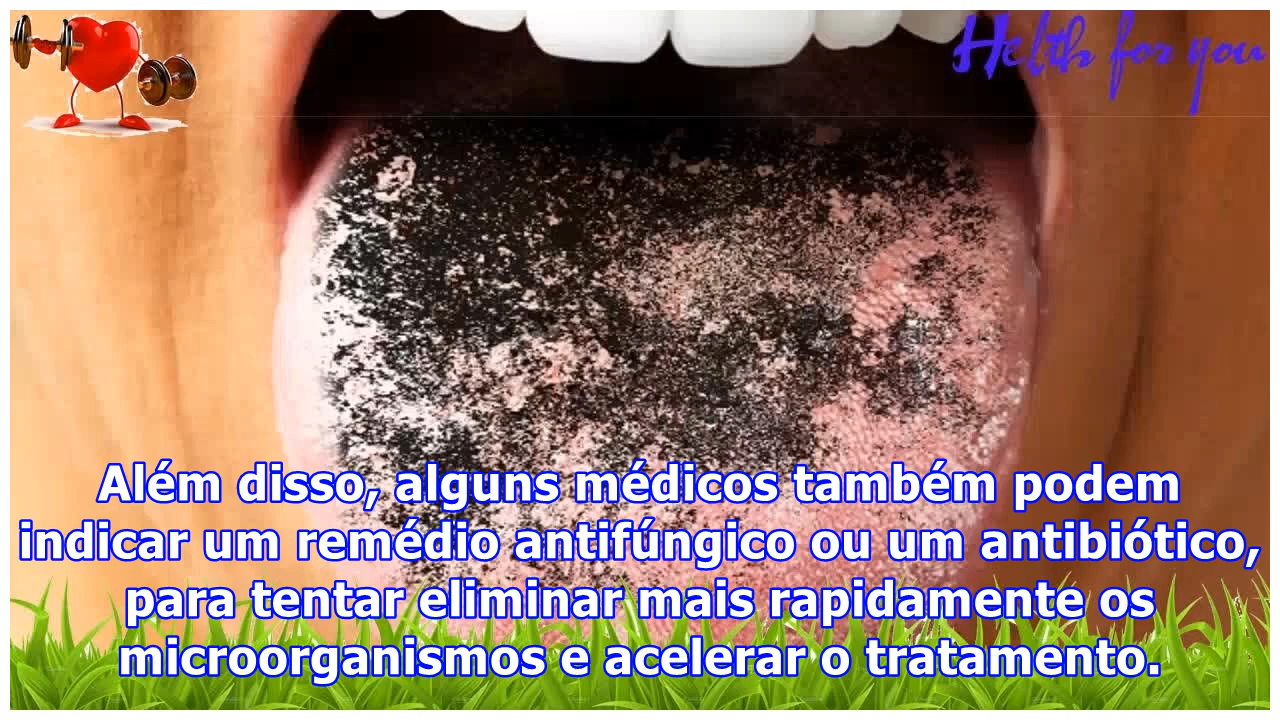 Helth for you
Além disso, alguns médicos também podem
indicar um remédio antifúngico ou um antibiótico,
para tentar eliminar mais rapidamente os
microorganismos e acelerar o tratamento.